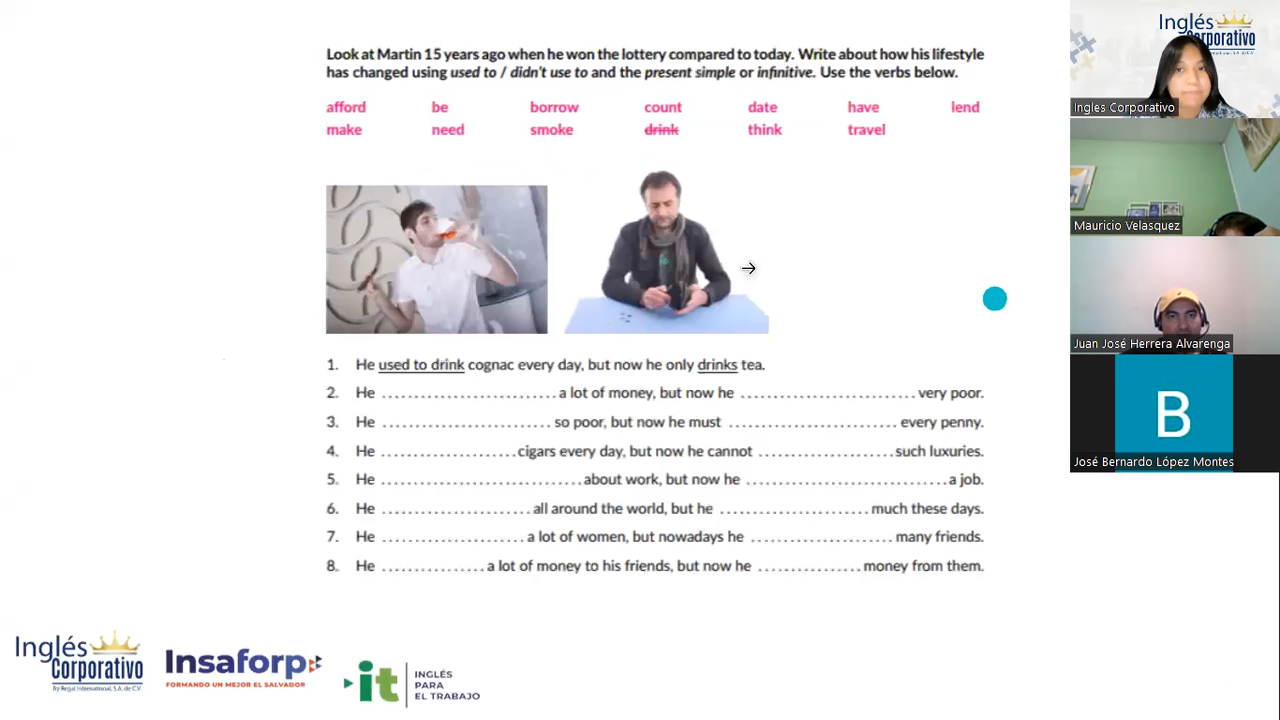 Look at Martin 15 years ago when he won the lottery compared to today. Write about how his lifestyle
has changed using used to / didn't use to and the present simple or infinitive. Use the verbs below.
afford be borrow count date have lend
make need smoke drink think travel
1. He used to drink cognac every day, but now he only drinks tea.
2. He ........................... a lot of money, but now he ........................... very poor.
3. He .......................... so poor, but now he must .......................... every penny.
4. He ..................... cigars every day, but now he cannot ..................... such luxuries.
5. He ............................... about work, but now he ............................... a job.
6. He ....................... all around the world, but he ....................... much these days.
7. He ...................... a lot of women, but nowadays he ...................... many friends.
8. He ................ a lot of money to his friends, but now he ................ money from them.
Inglés
Corporativo
By Regal International, S.A. de C.V.
Insaforp
FORMANDO UN MEJOR EL SALVADOR
it
INGLÉS
PARA
EL TRABAJO
Inglés
Corporativo
Ingles Corporativo
Mauricio Velasquez
Juan José Herrera Alvarenga
B
José Bernardo López Montes